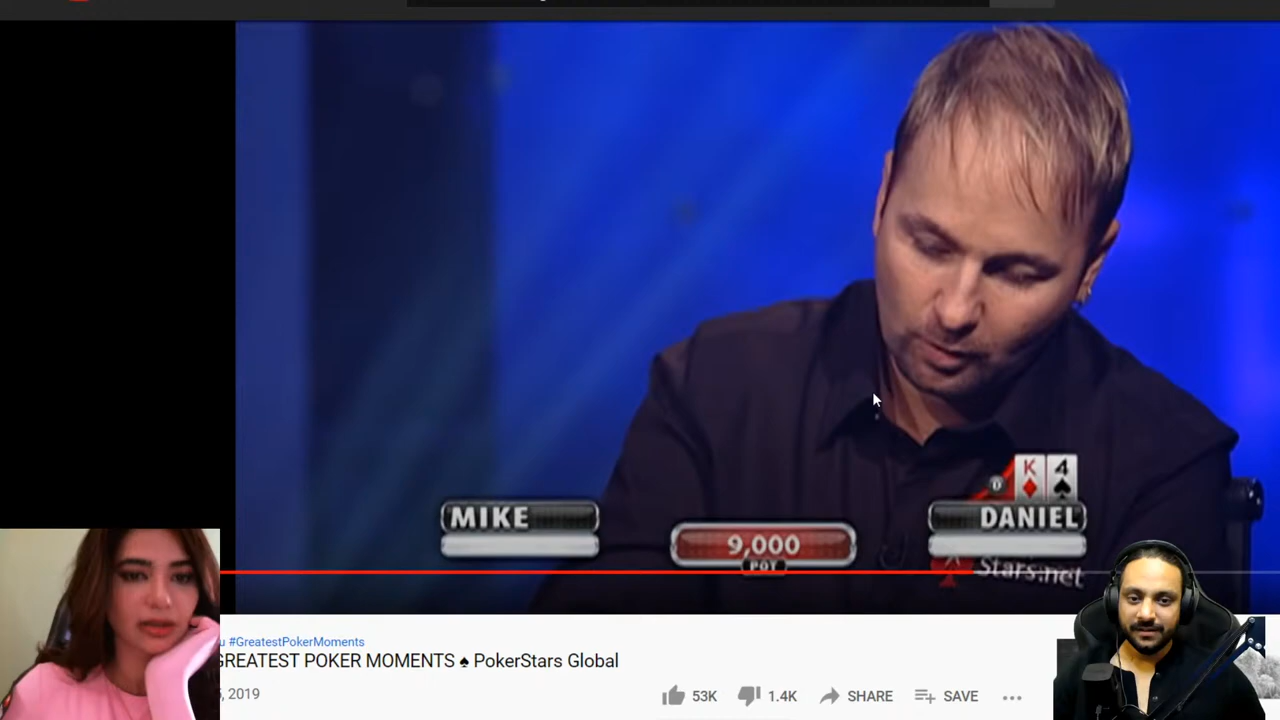 K 4
MIKE
DANIEL
9,000
POT
Stars.net
#GreatestPokerMoments
GREATEST POKER MOMENTS ♠ PokerStars Global
, 2019
53K
1.4K
SHARE
SAVE